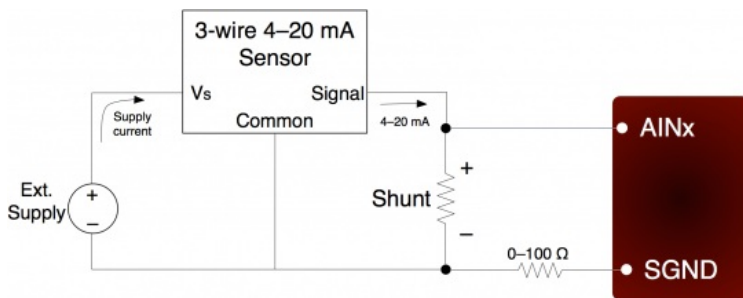 3-wire 4–20 mA
Sensor
Vs
Signal
Common
Supply
current
4–20 mA
AINx
Ext.
Supply
+
–
Shunt
+
–
0–100 Ω
SGND